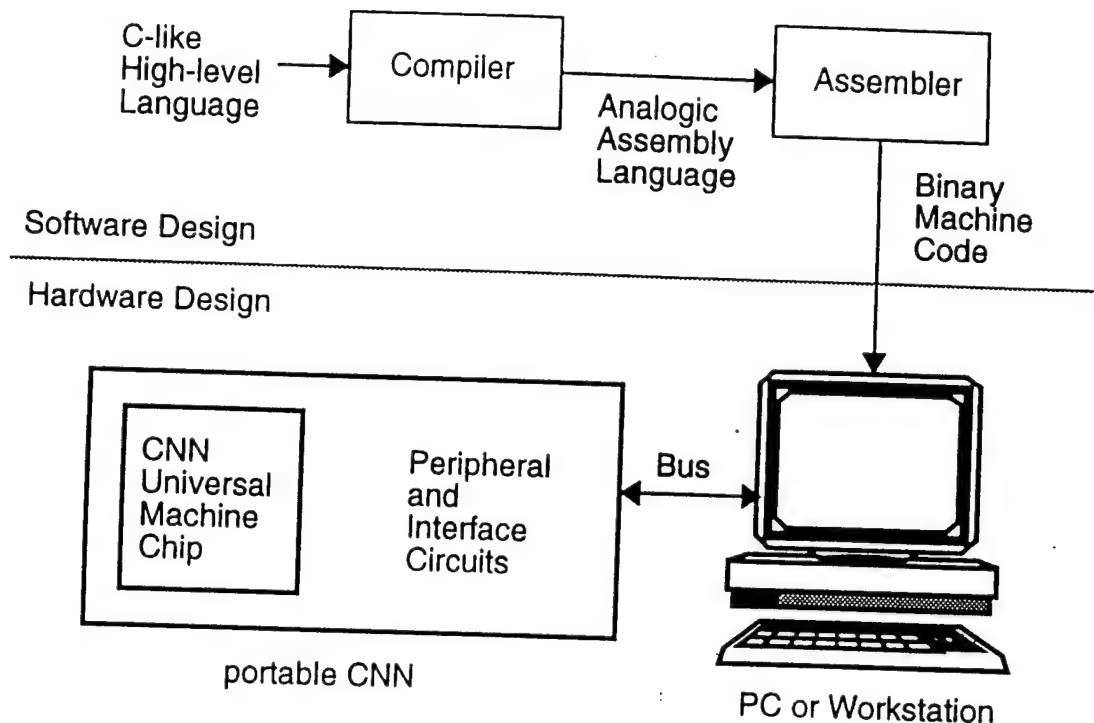 C-like
High-level
Language
Compiler
Analogic
Assembly
Language
Assembler
Binary
Machine
Code
Software Design
Hardware Design
CNN
Universal
Machine
Chip
Peripheral
and
Interface
Circuits
Bus
portable CNN
PC or Workstation